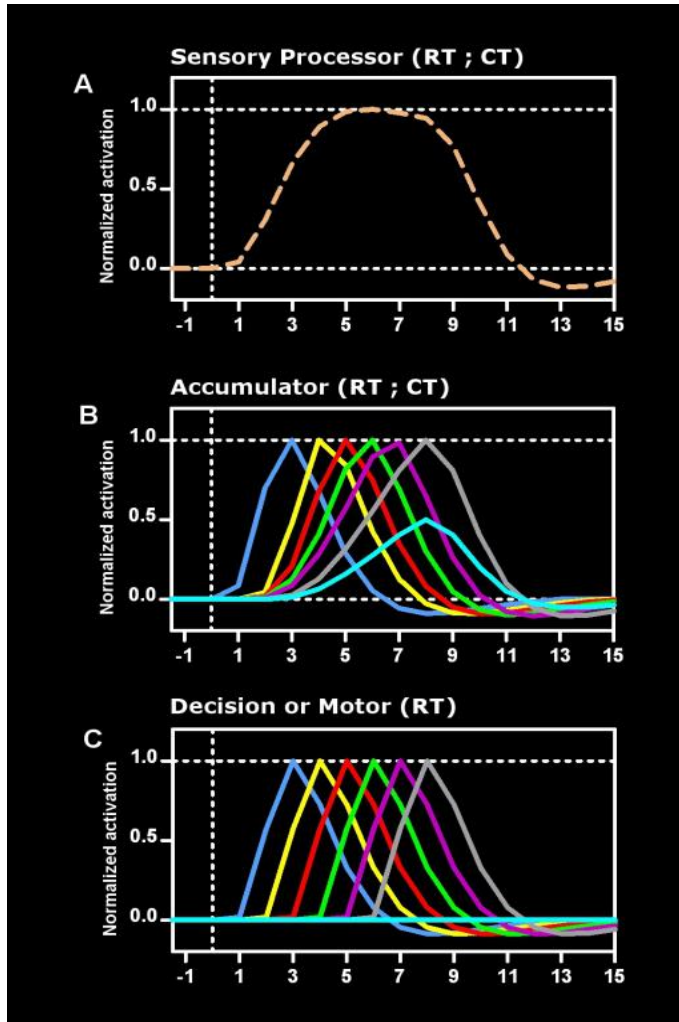 Sensory Processor (RT ; CT)
A
Normalized activation
1.0
0.5
0.0
-1 1 3 5 7 9 11 13 15
Accumulator (RT ; CT)
B
Normalized activation
1.0
0.5
0.0
-1 1 3 5 7 9 11 13 15
Decision or Motor (RT)
C
Normalized activation
1.0
0.5
0.0
-1 1 3 5 7 9 11 13 15